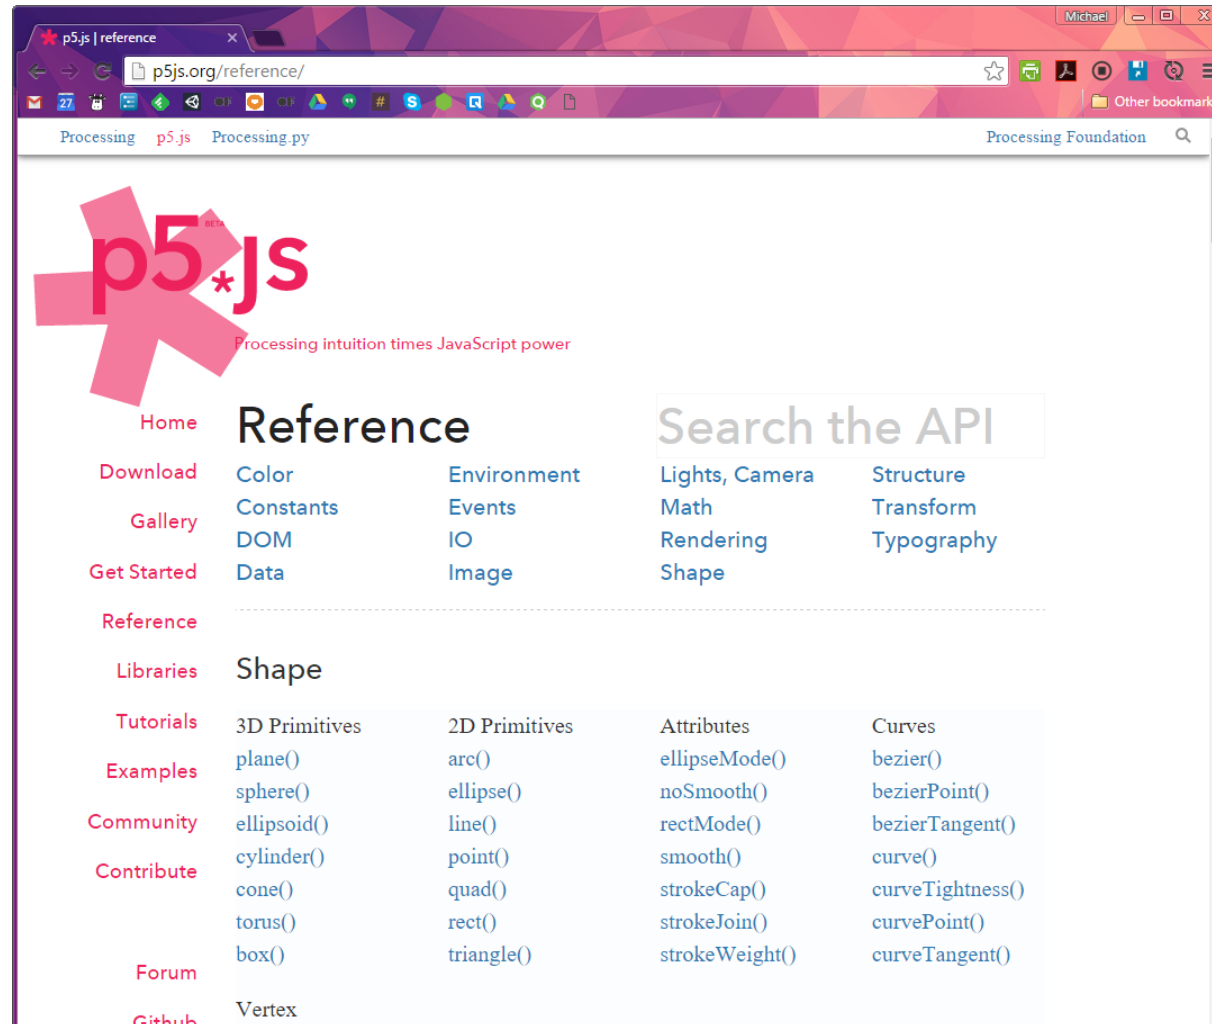 Michael
p5.js | reference
p5js.org/reference/
27
Other bookmark
Processing p5.js Processing.py Processing Foundation
p5.js BETA
Processing intuition times JavaScript power
Home
Download
Gallery
Get Started
Reference
Libraries
Tutorials
Examples
Community
Contribute
Forum
Github
Reference Search the API
Color Environment Lights, Camera Structure
Constants Events Math Transform
DOM IO Rendering Typography
Data Image Shape
Shape
3D Primitives 2D Primitives Attributes Curves
plane() arc() ellipseMode() bezier()
sphere() ellipse() noSmooth() bezierPoint()
ellipsoid() line() rectMode() bezierTangent()
cylinder() point() smooth() curve()
cone() quad() strokeCap() curveTightness()
torus() rect() strokeJoin() curvePoint()
box() triangle() strokeWeight() curveTangent()
Vertex